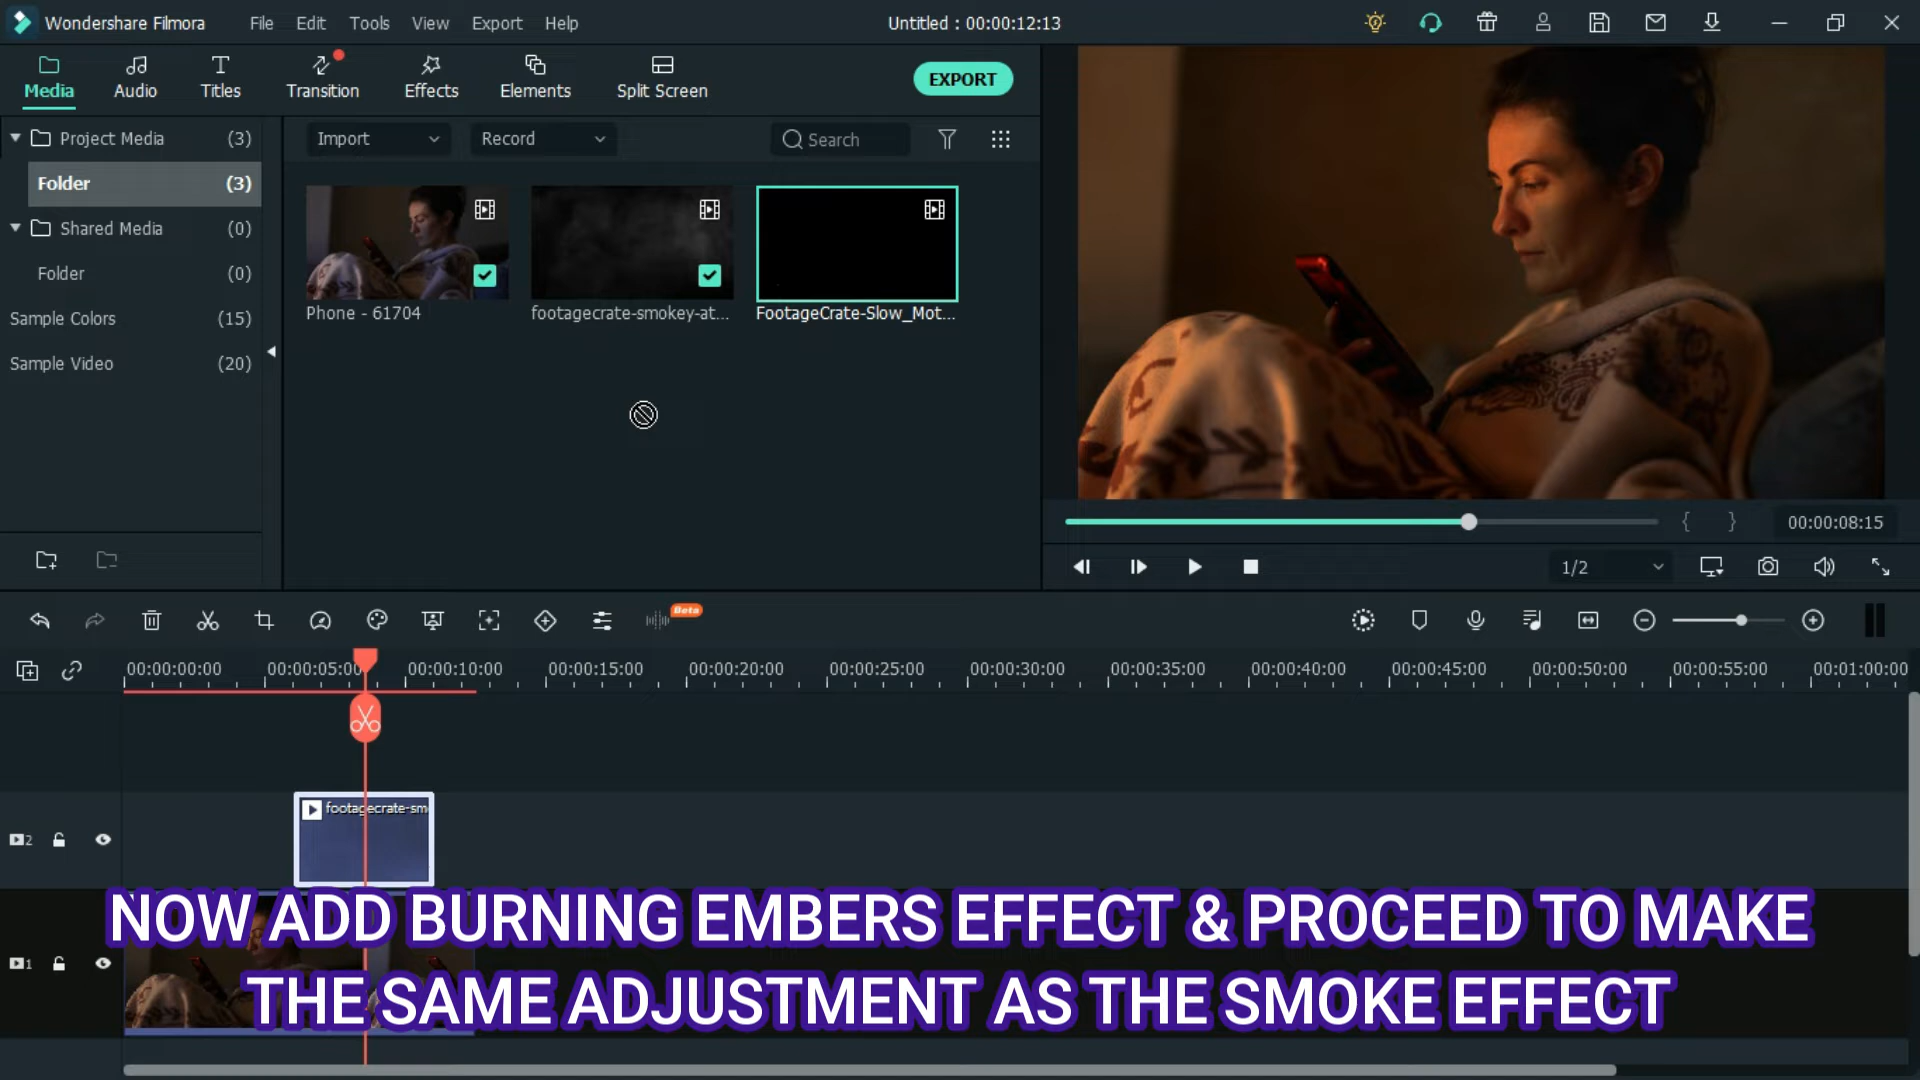 Wondershare Filmora File Edit Tools View Export Help Untitled : 00:00:12:13
Media Audio Titles Transition Effects Elements Split Screen EXPORT
Project Media (3) Import Record Search
Folder (3)
Shared Media (0)
Folder (0)
Sample Colors (15)
Sample Video (20)
Phone - 61704 footagecrate-smokey-at... FootageCrate-Slow_Mot...
00:00:08:15
1/2
Beta
00:00:00:00 00:00:05:00 00:00:10:00 00:00:15:00 00:00:20:00 00:00:25:00 00:00:30:00 00:00:35:00 00:00:40:00 00:00:45:00 00:00:50:00 00:00:55:00 00:01:00:00
footagecrate-sm
2
1
NOW ADD BURNING EMBERS EFFECT & PROCEED TO MAKE
THE SAME ADJUSTMENT AS THE SMOKE EFFECT